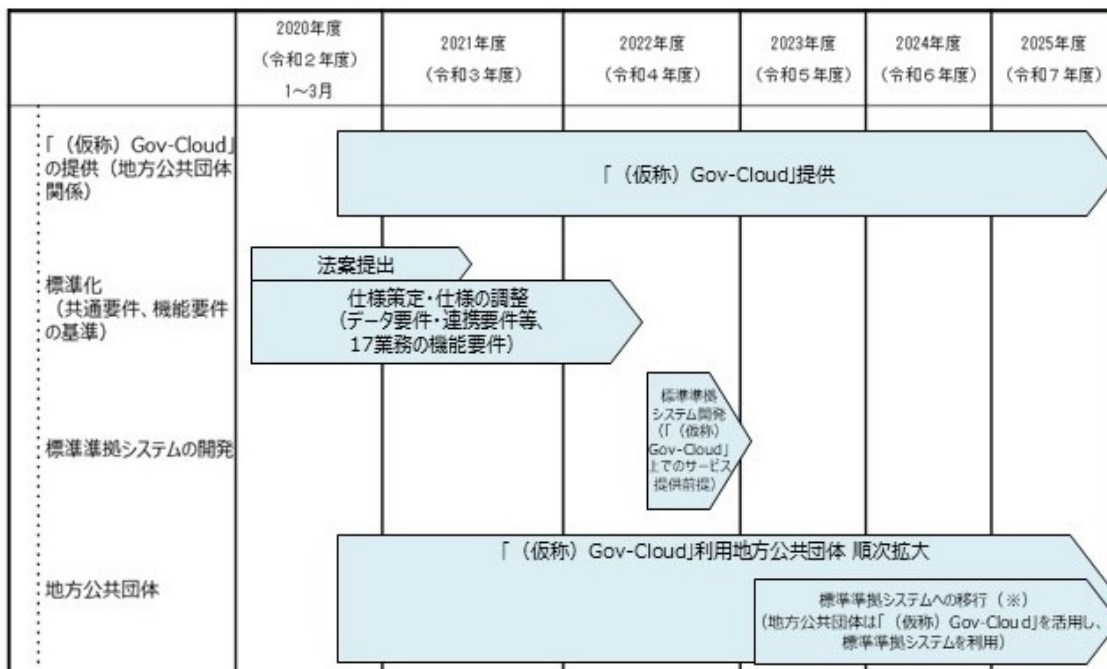 2020年度
(令和2年度)
1~3月
2021年度
(令和3年度)
2022年度
(令和4年度)
2023年度
(令和5年度)
2024年度
(令和6年度)
2025年度
(令和7年度)
「(仮称)Gov-Cloud」
の提供(地方公共団体
関係)
「(仮称)Gov-Cloud」提供
標準化
(共通要件、機能要件
の基準)
法案提出
仕様策定・仕様の調整
(データ要件・連携要件等、
17業務の機能要件)
標準準拠システムの開発
標準準拠
システム開発
(「(仮称)
Gov-Cloud」
上でのサービス
提供前提)
地方公共団体
「(仮称)Gov-Cloud」利用地方公共団体 順次拡大
標準準拠システムへの移行(※)
(地方公共団体は「(仮称)Gov-Cloud」を活用し、
標準準拠システムを利用)